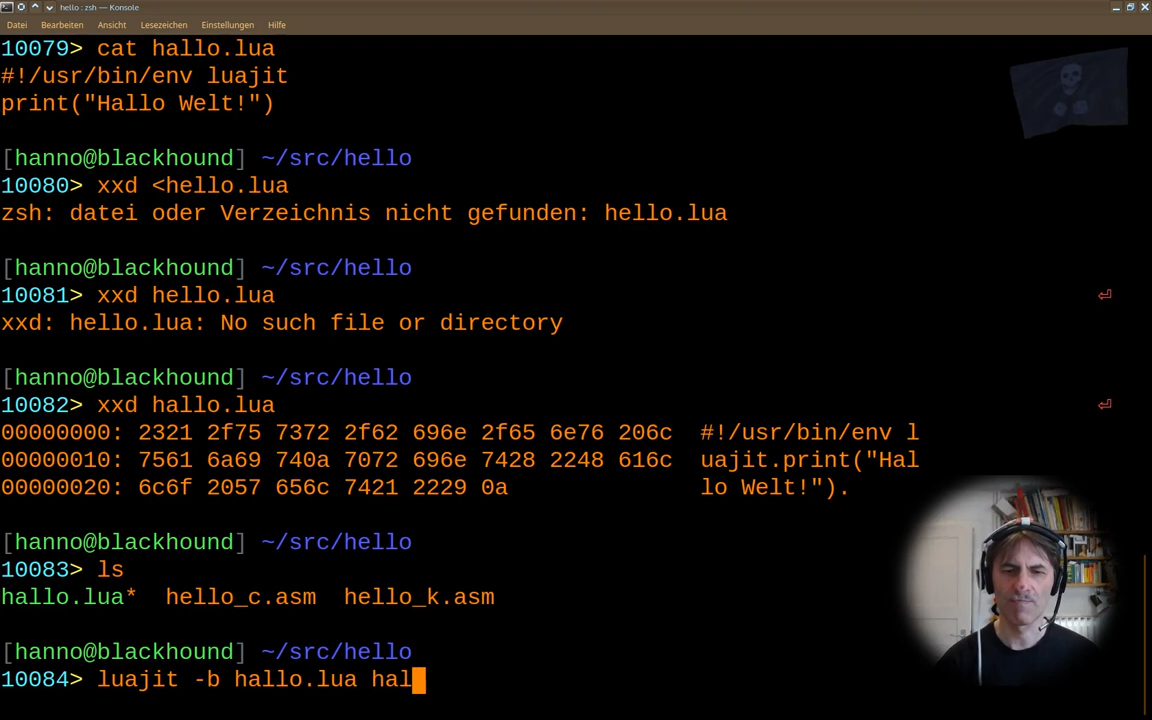 hello : zsh — Konsole
Datei Bearbeiten Ansicht Lesezeichen Einstellungen Hilfe
10079> cat hallo.lua
#!/usr/bin/env luajit
print("Hallo Welt!")
[hanno@blackhound] ~/src/hello
10080> xxd <hello.lua
zsh: datei oder Verzeichnis nicht gefunden: hello.lua
[hanno@blackhound] ~/src/hello
10081> xxd hello.lua ⏎
xxd: hello.lua: No such file or directory
[hanno@blackhound] ~/src/hello
10082> xxd hallo.lua ⏎
00000000: 2321 2f75 7372 2f62 696e 2f65 6e76 206c  #!/usr/bin/env l
00000010: 7561 6a69 740a 7072 696e 7428 2248 616c  uajit.print("Hal
00000020: 6c6f 2057 656c 7421 2229 0a              lo Welt!").
[hanno@blackhound] ~/src/hello
10083> ls
hallo.lua*  hello_c.asm  hello_k.asm
[hanno@blackhound] ~/src/hello
10084> luajit -b hallo.lua hal